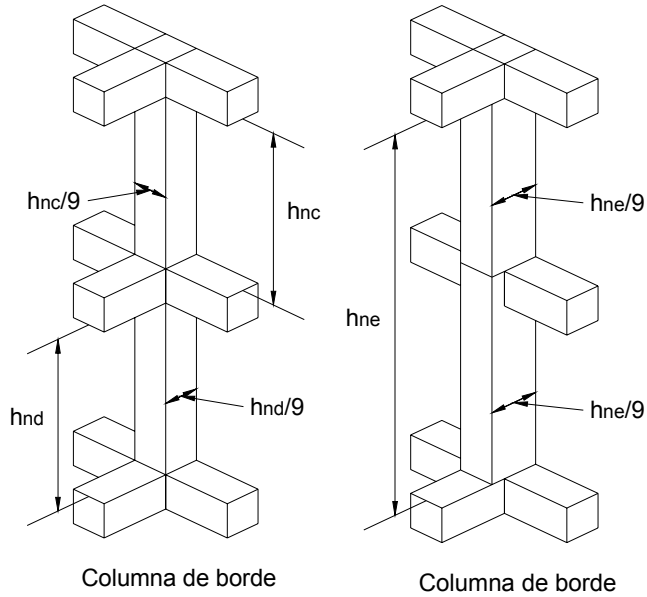 hnc/9
hnc
hnd
hnd/9
Columna de borde
hne
hne/9
hne/9
Columna de borde